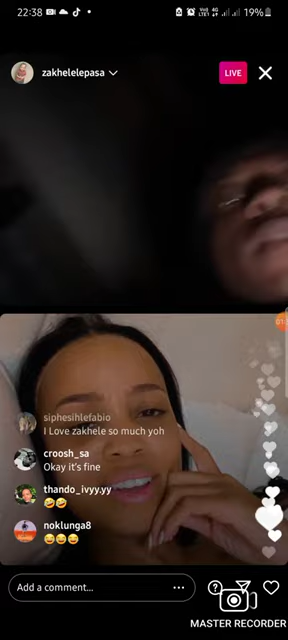 22:38
19%
zakhelelepasa
LIVE
siphesihlefabio
I Love zakhele so much yoh
croosh_sa
Okay it's fine
thando_ivyy.yy
🤣🤣
noklunga8
😂😂😂
Add a comment...
MASTER RECORDER